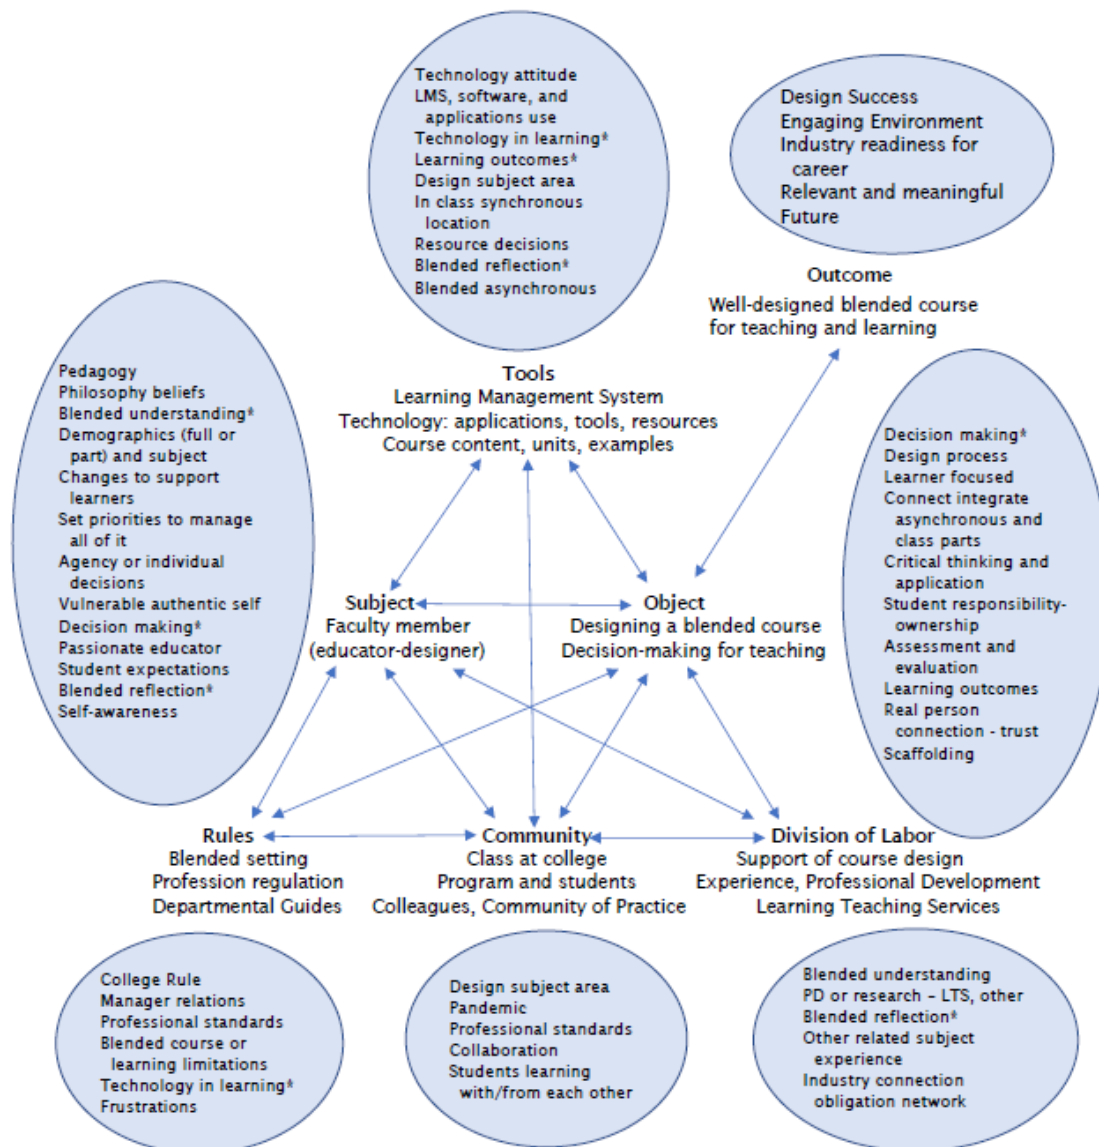 Technology attitude
LMS, software, and
applications use
Technology in learning*
Learning outcomes*
Design subject area
In class synchronous
location
Resource decisions
Blended reflection*
Blended asynchronous
Design Success
Engaging Environment
Industry readiness for
career
Relevant and meaningful
Future
Outcome
Well-designed blended course
for teaching and learning
Tools
Learning Management System
Technology: applications, tools, resources
Course content, units, examples
Pedagogy
Philosophy beliefs
Blended understanding*
Demographics (full or
part) and subject
Changes to support
learners
Set priorities to manage
all of it
Agency or individual
decisions
Vulnerable authentic self
Decision making*
Passionate educator
Student expectations
Blended reflection*
Self-awareness
Decision making*
Design process
Learner focused
Connect integrate
asynchronous and
class parts
Critical thinking and
application
Student responsibility-
ownership
Assessment and
evaluation
Learning outcomes
Real person
connection - trust
Scaffolding
Subject
Faculty member
(educator-designer)
Object
Designing a blended course
Decision-making for teaching
Rules
Blended setting
Profession regulation
Departmental Guides
Community
Class at college
Program and students
Colleagues, Community of Practice
Division of Labor
Support of course design
Experience, Professional Development
Learning Teaching Services
College Rule
Manager relations
Professional standards
Blended course or
learning limitations
Technology in learning*
Frustrations
Design subject area
Pandemic
Professional standards
Collaboration
Students learning
with/from each other
Blended understanding
PD or research – LTS, other
Blended reflection*
Other related subject
experience
Industry connection
obligation network